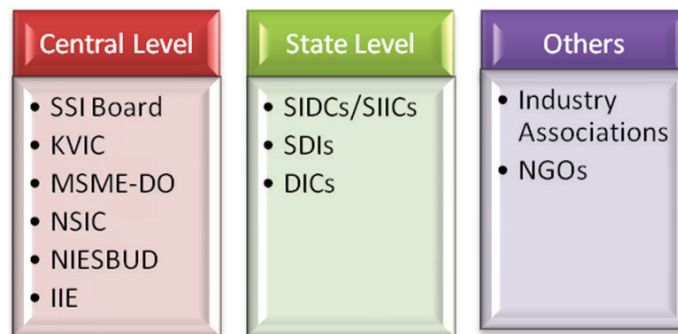 Central Level
• SSI Board
• KVIC
• MSME-DO
• NSIC
• NIESBUD
• IIE
State Level
• SIDCs/SIICs
• SDIs
• DICs
Others
• Industry
Associations
• NGOs